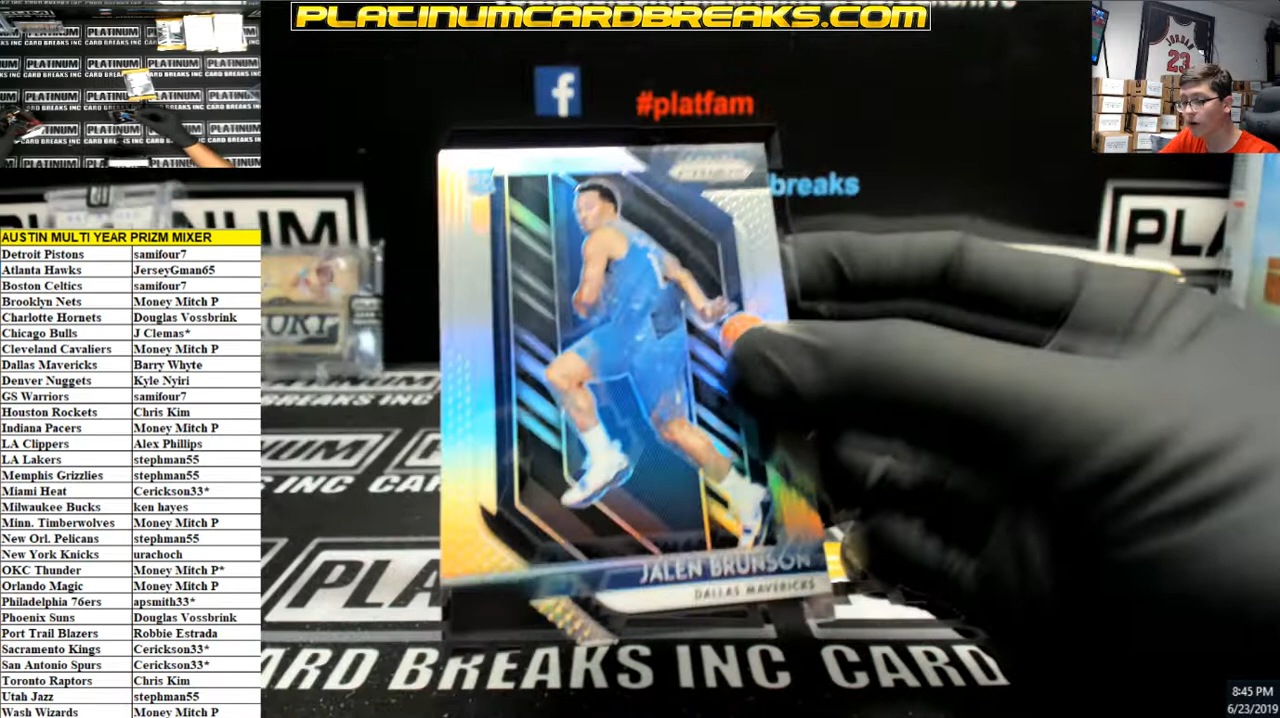 PLATINUMCARDBREAKS.COM
#platfam
breaks
PLATINUM
JORDAN
23
AUSTIN MULTI YEAR PRIZM MIXER
Detroit Pistons samifour7
Atlanta Hawks JerseyGman65
Boston Celtics samifour7
Brooklyn Nets Money Mitch P
Charlotte Hornets Douglas Vossbrink
Chicago Bulls J Clemas*
Cleveland Cavaliers Money Mitch P
Dallas Mavericks Barry Whyte
Denver Nuggets Kyle Nyiri
GS Warriors samifour7
Houston Rockets Chris Kim
Indiana Pacers Money Mitch P
LA Clippers Alex Phillips
LA Lakers stephman55
Memphis Grizzlies stephman55
Miami Heat Cerickson33*
Milwaukee Bucks ken hayes
Minn. Timberwolves Money Mitch P
New Orl. Pelicans stephman55
New York Knicks urachoch
OKC Thunder Money Mitch P*
Orlando Magic Money Mitch P
Philadelphia 76ers apsmith33*
Phoenix Suns Douglas Vossbrink
Port Trail Blazers Robbie Estrada
Sacramento Kings Cerickson33*
San Antonio Spurs Cerickson33*
Toronto Raptors Chris Kim
Utah Jazz stephman55
Wash Wizards Money Mitch P
JALEN BRUNSON
DALLAS MAVERICKS
ARD BREAKS INC CARD
8:45 PM
6/23/2019